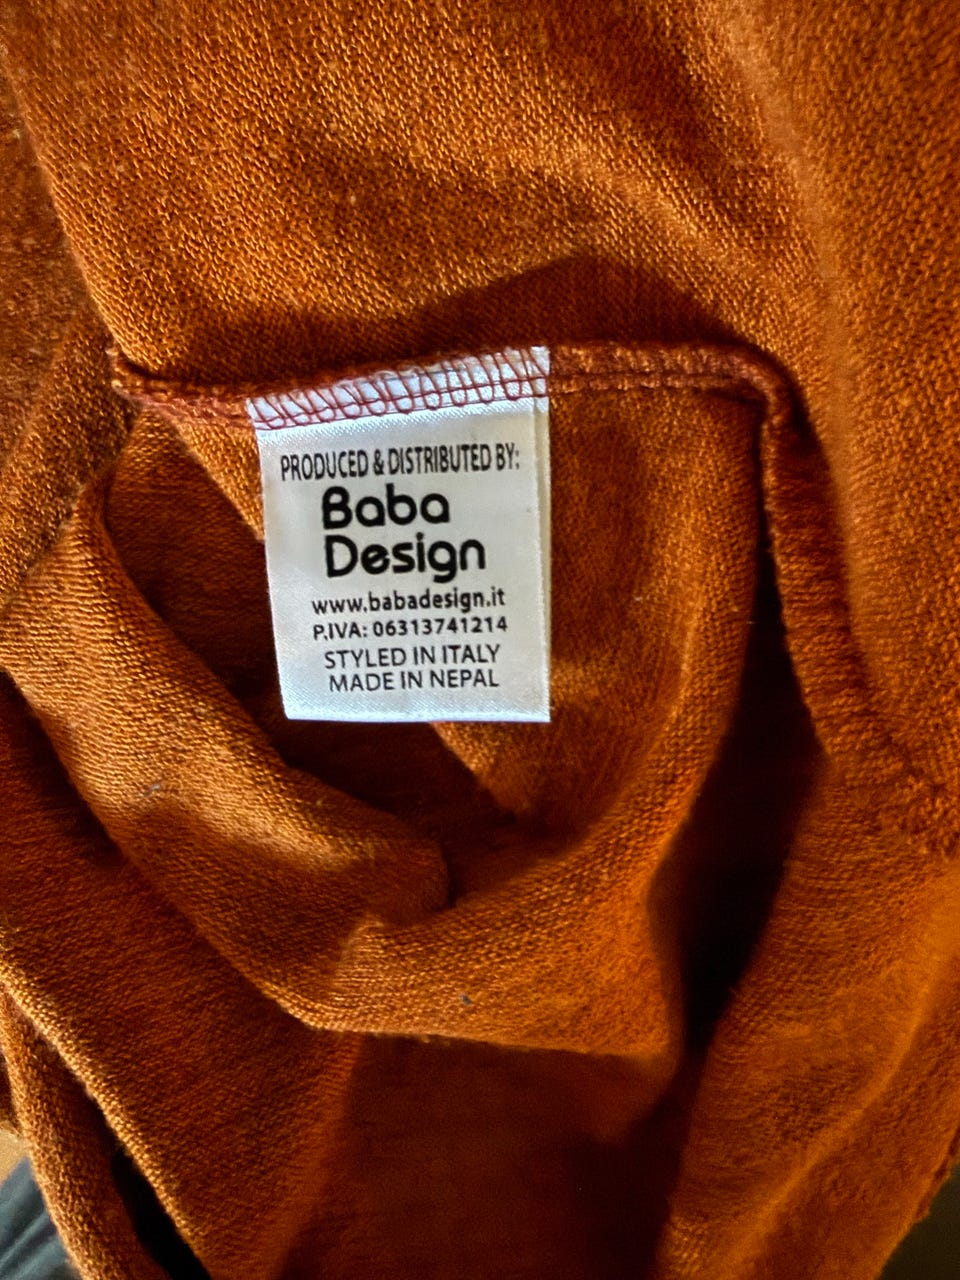 PRODUCED & DISTRIBUTED BY:
Baba
Design
www.babadesign.it
P.IVA: 06313741214
STYLED IN ITALY
MADE IN NEPAL